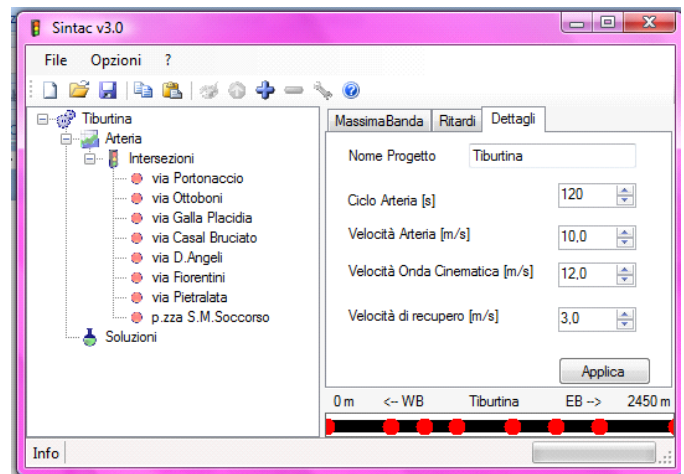 Sintac v3.0
File Opzioni ?
Tiburtina
Arteria
Intersezioni
via Portonaccio
via Ottoboni
via Galla Placidia
via Casal Bruciato
via D.Angeli
via Fiorentini
via Pietralata
p.zza S.M.Soccorso
Soluzioni
MassimaBanda Ritardi Dettagli
Nome Progetto Tiburtina
Ciclo Arteria [s] 120
Velocità Arteria [m/s] 10,0
Velocità Onda Cinematica [m/s] 12,0
Velocità di recupero [m/s] 3,0
Applica
0 m <-- WB Tiburtina EB --> 2450 m
Info